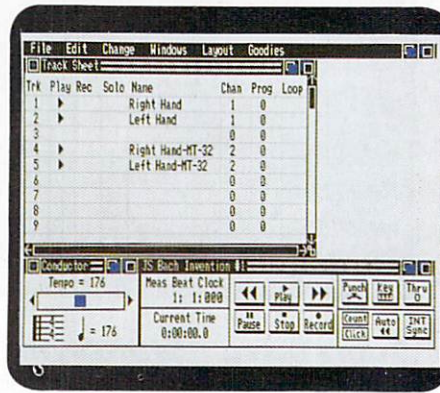 File Edit Change Windows Layout Goodies
Track Sheet
Trk Play Rec Solo Name Chan Prog Loop
1 Right Hand 1 0
2 Left Hand 1 0
3 0 0
4 Right Hand-MT-32 2 0
5 Left Hand-MT-32 2 0
6 0 0
7 0 0
8 0 0
9 0 0
Conductor
JS Bach Invention #1
Tempo = 176
Meas Beat Clock
1: 1:000
Play
Punch Key Thru
Current Time
0:00:00.0
= 176
Pause Stop Record
Count Click Auto INT Sync